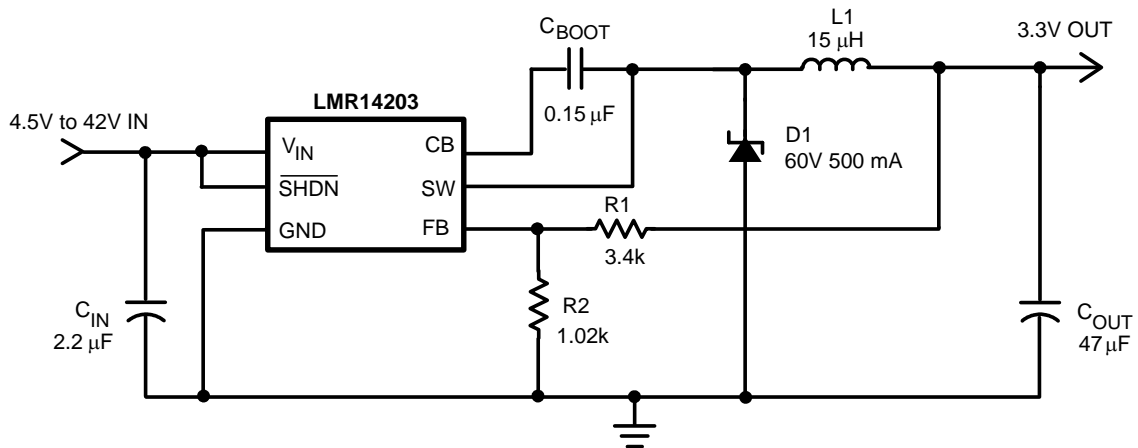 C_BOOT
0.15 µF
L1
15 µH
3.3V OUT
LMR14203
4.5V to 42V IN
V_IN
SHDN
GND
CB
SW
FB
D1
60V 500 mA
R1
3.4k
R2
1.02k
C_IN
2.2 µF
C_OUT
47 µF